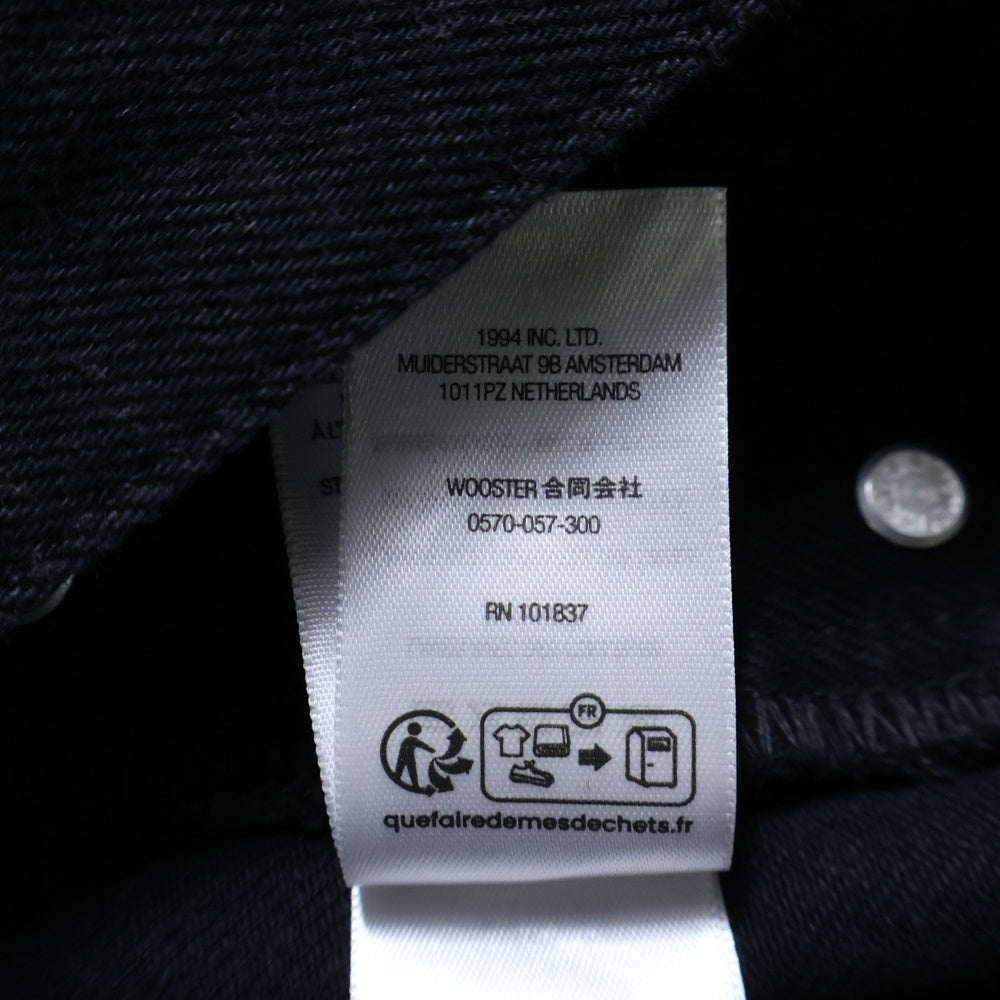 1994 INC. LTD.
MUIDERSTRAAT 9B AMSTERDAM
1011PZ NETHERLANDS
WOOSTER 合同会社
0570-057-300
RN 101837
FR
quefairedemesdechets.fr